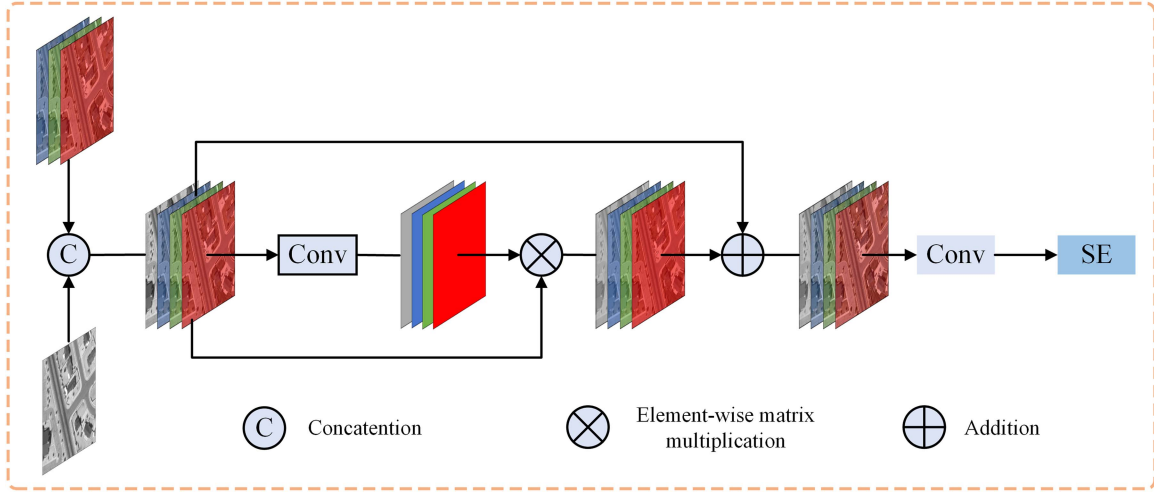 C
Conv
Conv
SE
C
Concatention
Element-wise matrix
multiplication
Addition